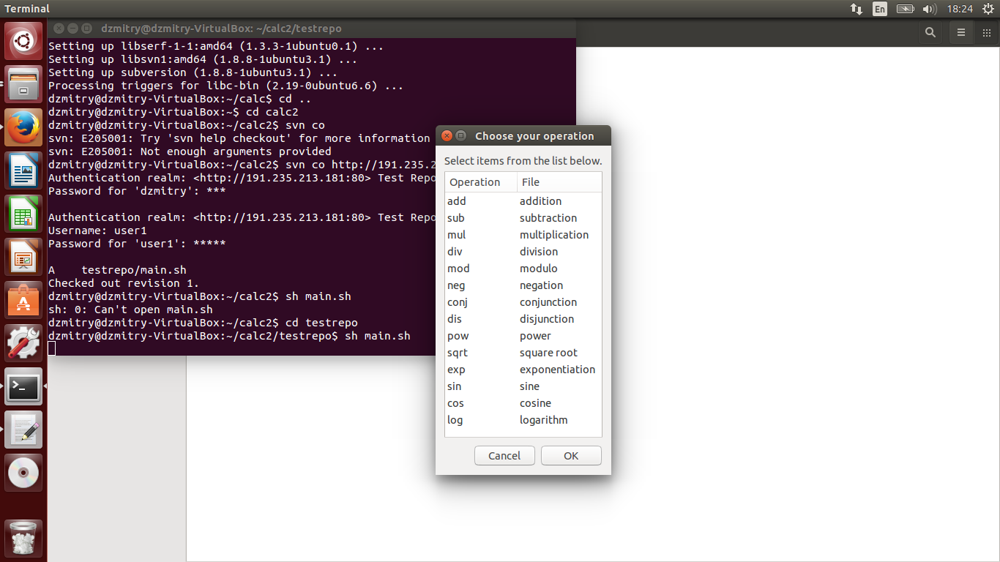 Terminal
En
18:24
dzmitry@dzmitry-VirtualBox: ~/calc2/testrepo
Setting up libserf-1-1:amd64 (1.3.3-1ubuntu0.1) ...
Setting up libsvn1:amd64 (1.8.8-1ubuntu3.1) ...
Setting up subversion (1.8.8-1ubuntu3.1) ...
Processing triggers for libc-bin (2.19-0ubuntu6.6) ...
dzmitry@dzmitry-VirtualBox:~/calc$ cd ..
dzmitry@dzmitry-VirtualBox:~$ cd calc2
dzmitry@dzmitry-VirtualBox:~/calc2$ svn co
svn: E205001: Try 'svn help checkout' for more information
svn: E205001: Not enough arguments provided
dzmitry@dzmitry-VirtualBox:~/calc2$ svn co http://191.235.2
Authentication realm: <http://191.235.213.181:80> Test Repo
Password for 'dzmitry': ***
Authentication realm: <http://191.235.213.181:80> Test Repo
Username: user1
Password for 'user1': *****
A    testrepo/main.sh
Checked out revision 1.
dzmitry@dzmitry-VirtualBox:~/calc2$ sh main.sh
sh: 0: Can't open main.sh
dzmitry@dzmitry-VirtualBox:~/calc2$ cd testrepo
dzmitry@dzmitry-VirtualBox:~/calc2/testrepo$ sh main.sh
Choose your operation
Select items from the list below.
Operation File
add addition
sub subtraction
mul multiplication
div division
mod modulo
neg negation
conj conjunction
dis disjunction
pow power
sqrt square root
exp exponentiation
sin sine
cos cosine
log logarithm
Cancel OK